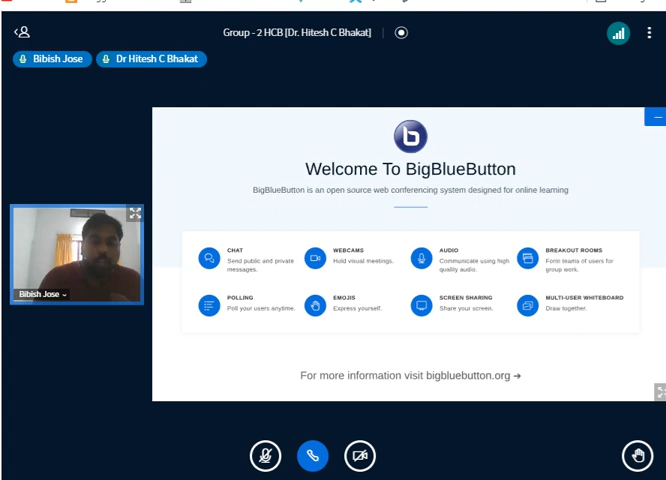 Group - 2 HCB [Dr. Hitesh C Bhakat]
Bibish Jose
Dr Hitesh C Bhakat
Welcome To BigBlueButton
BigBlueButton is an open source web conferencing system designed for online learning
CHAT
Send public and private
messages.
WEBCAMS
Hold visual meetings.
AUDIO
Communicate using high
quality audio.
BREAKOUT ROOMS
Form teams of users for
group work.
POLLING
Poll your users anytime.
EMOJIS
Express yourself.
SCREEN SHARING
Share your screen.
MULTI-USER WHITEBOARD
Draw together.
Bibish Jose
For more information visit bigbluebutton.org →